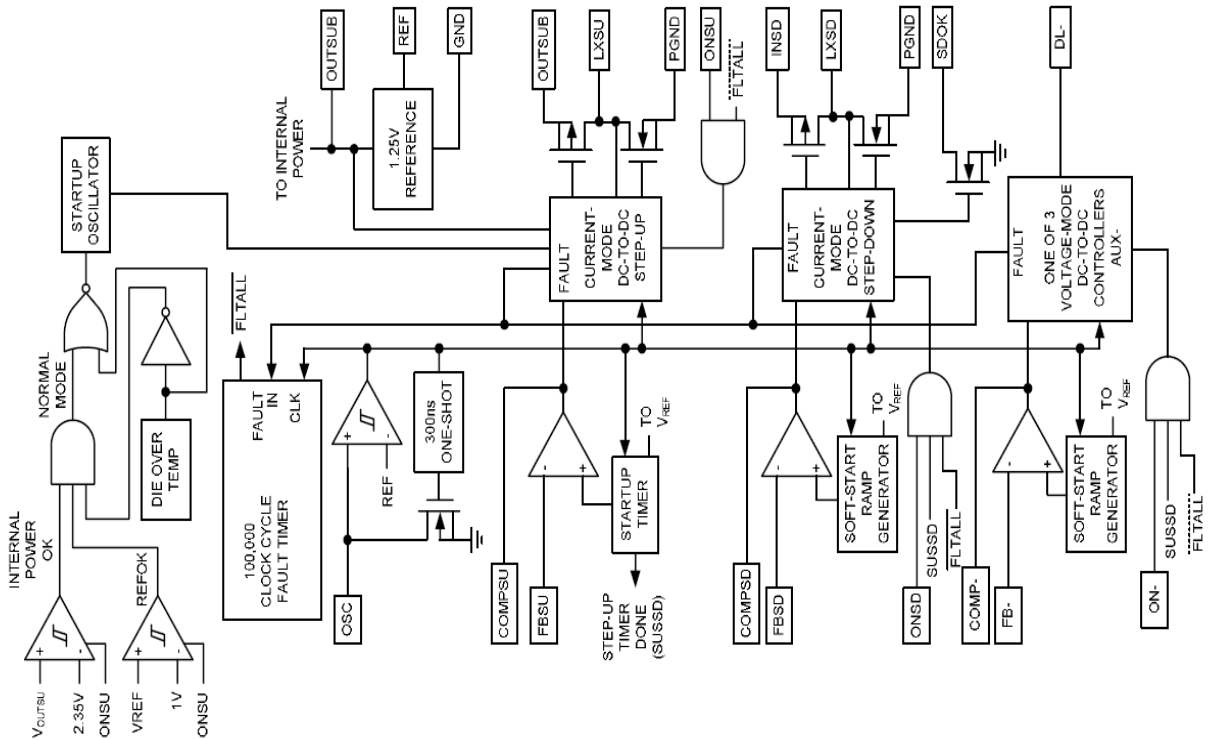 VOUTSU
2.35V
ONSU
VREF
1V
ONSU
INTERNAL
POWER
OK
REFOK
NORMAL
MODE
DIE OVER
TEMP
STARTUP
OSCILLATOR
FLTALL
FAULT
IN
CLK
100,000
CLOCK CYCLE
FAULT TIMER
TO INTERNAL
POWER
OUTSUB
REF
GND
1.25V
REFERENCE
OSC
REF
300ns
ONE-SHOT
OUTSUB
LXSU
PGND
ONSU
FLTALL
FAULT
CURRENT-
MODE
DC-TO-DC
STEP-UP
COMPSU
FBSU
STARTUP
TIMER
TO
VREF
STEP-UP
TIMER
DONE
(SUSSD)
INSD
LXSD
PGND
SDOK
FAULT
CURRENT-
MODE
DC-TO-DC
STEP-DOWN
COMPSD
FBSD
SOFT-START
RAMP
GENERATOR
TO
VREF
ONSD
SUSSD
FLTALL
DL-
FAULT
ONE OF 3
VOLTAGE-MODE
DC-TO-DC
CONTROLLERS
AUX-
COMP-
FB-
SOFT-START
RAMP
GENERATOR
TO
VREF
ON-
SUSSD
FLTALL